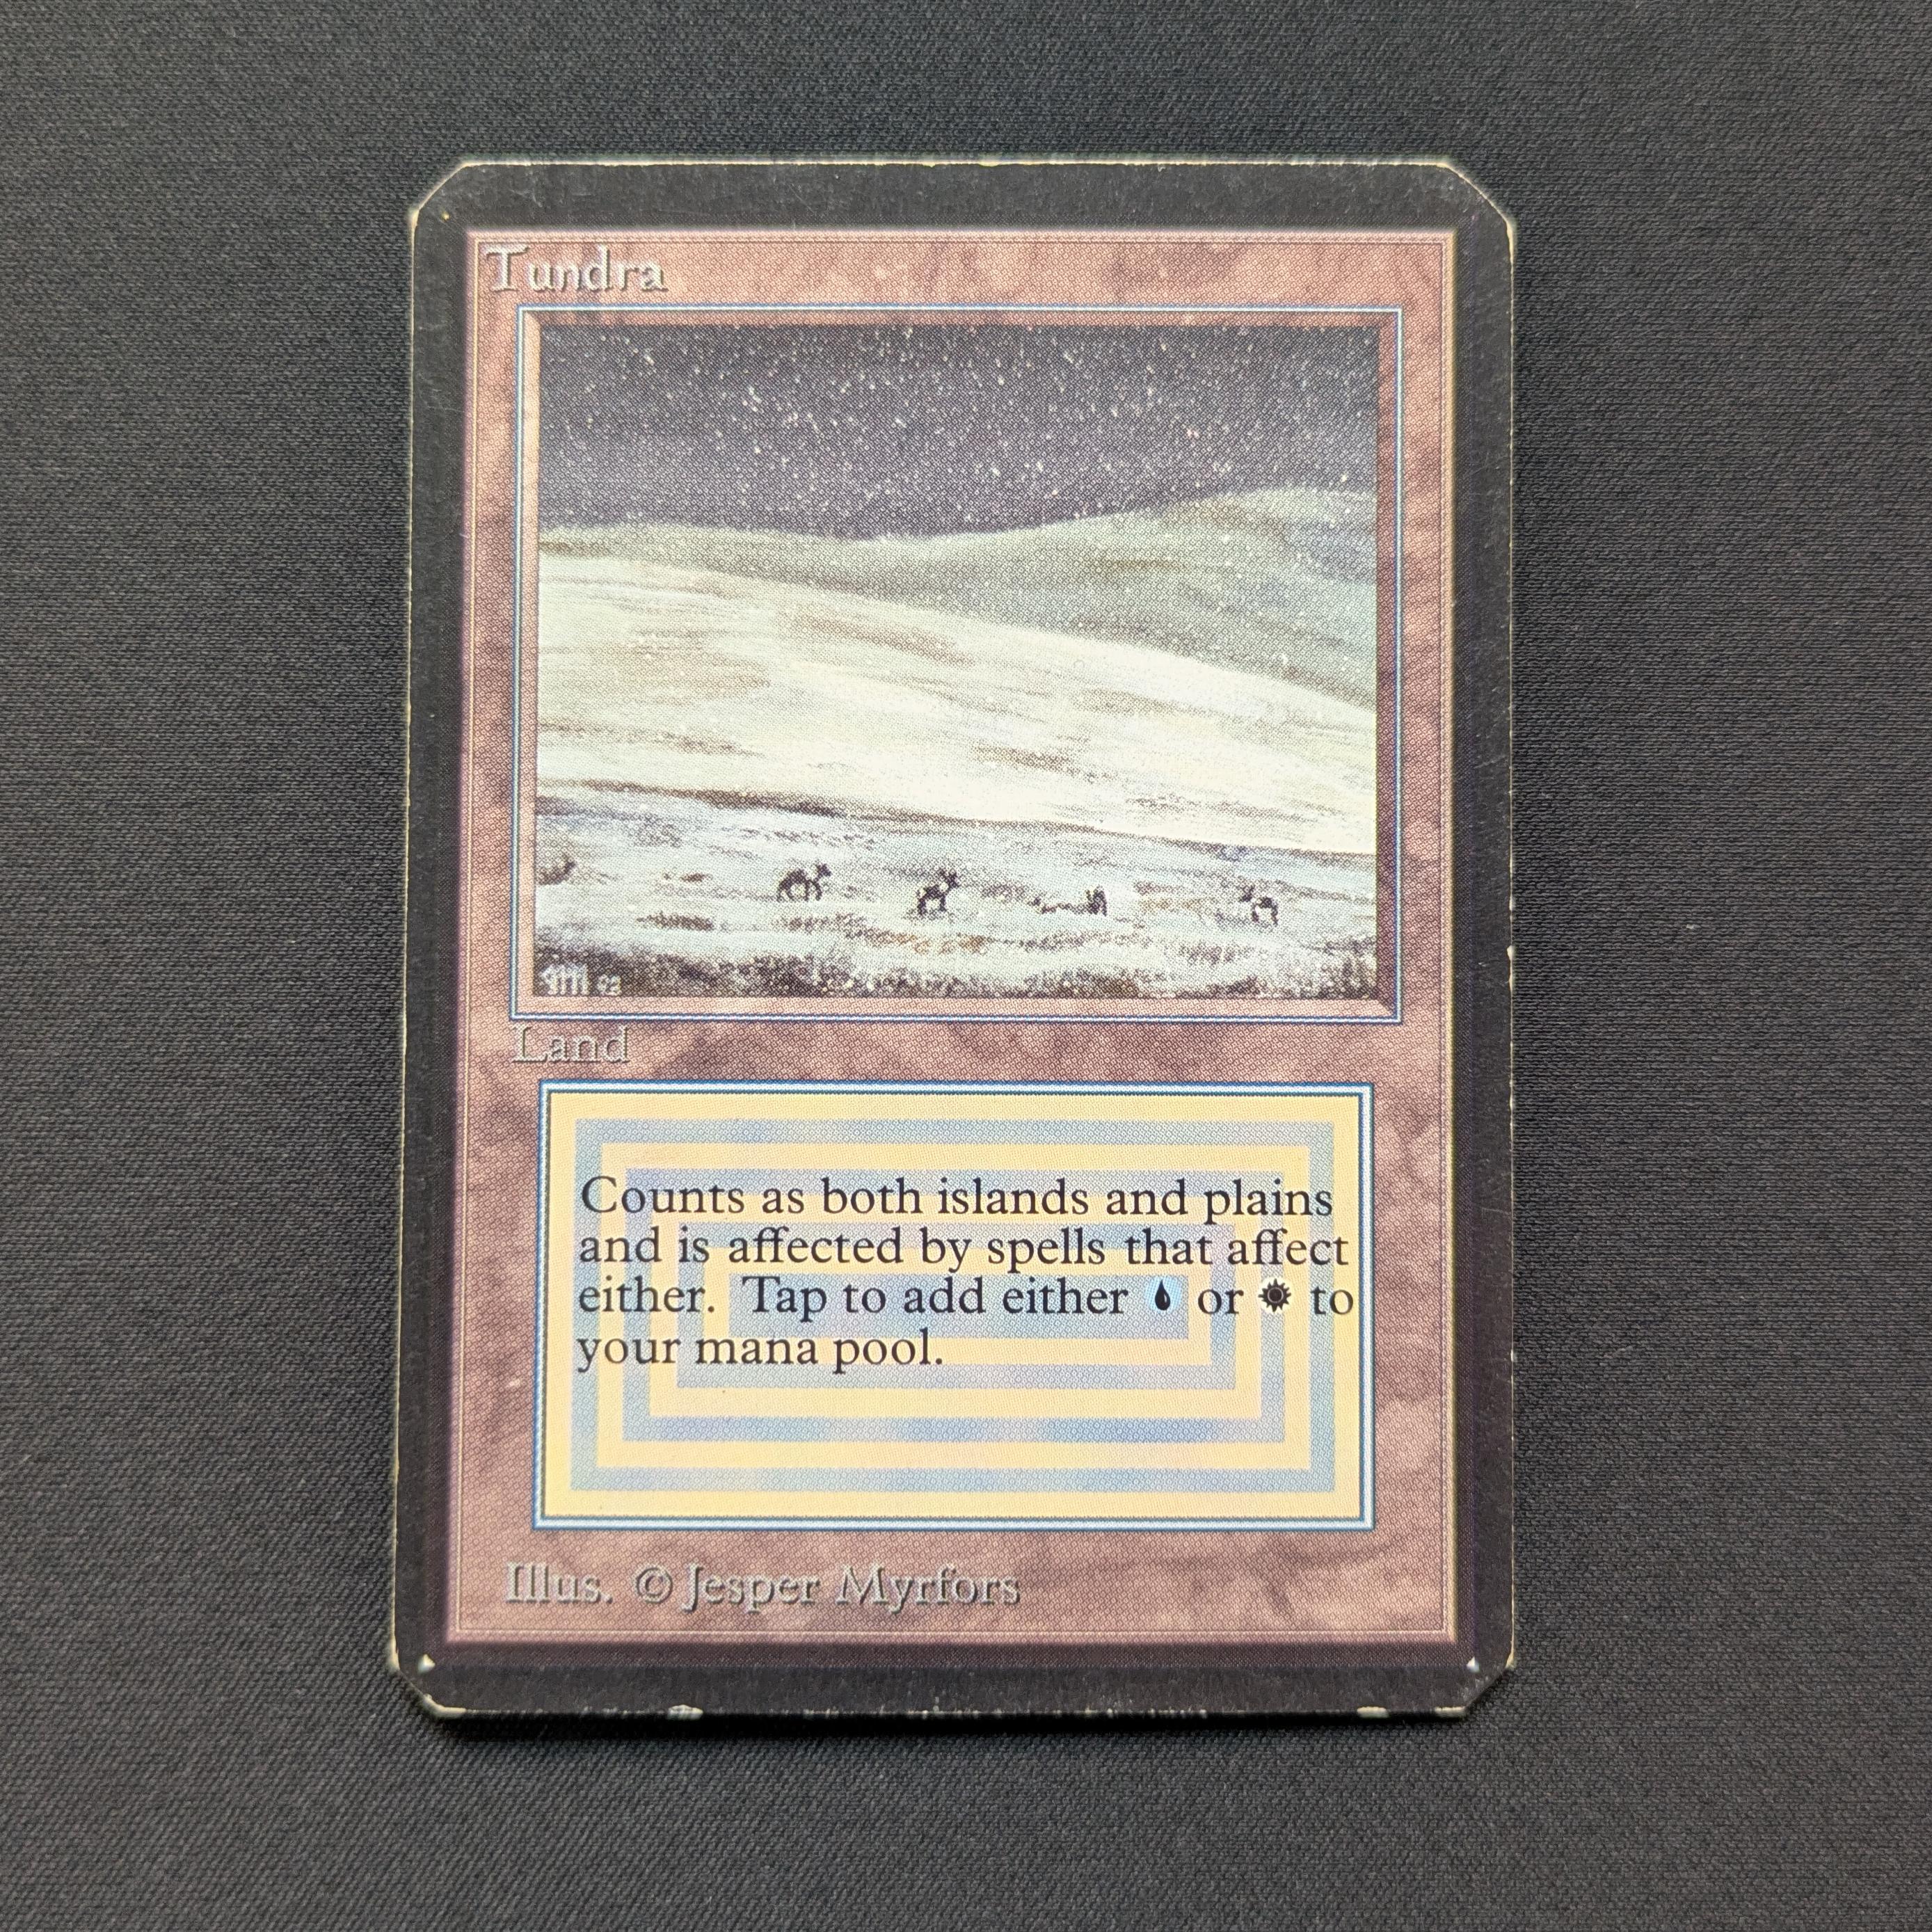 Tundra
Land
Counts as both islands and plains
and is affected by spells that affect
either. Tap to add either or to
your mana pool.
Illus. © Jesper Myrfors